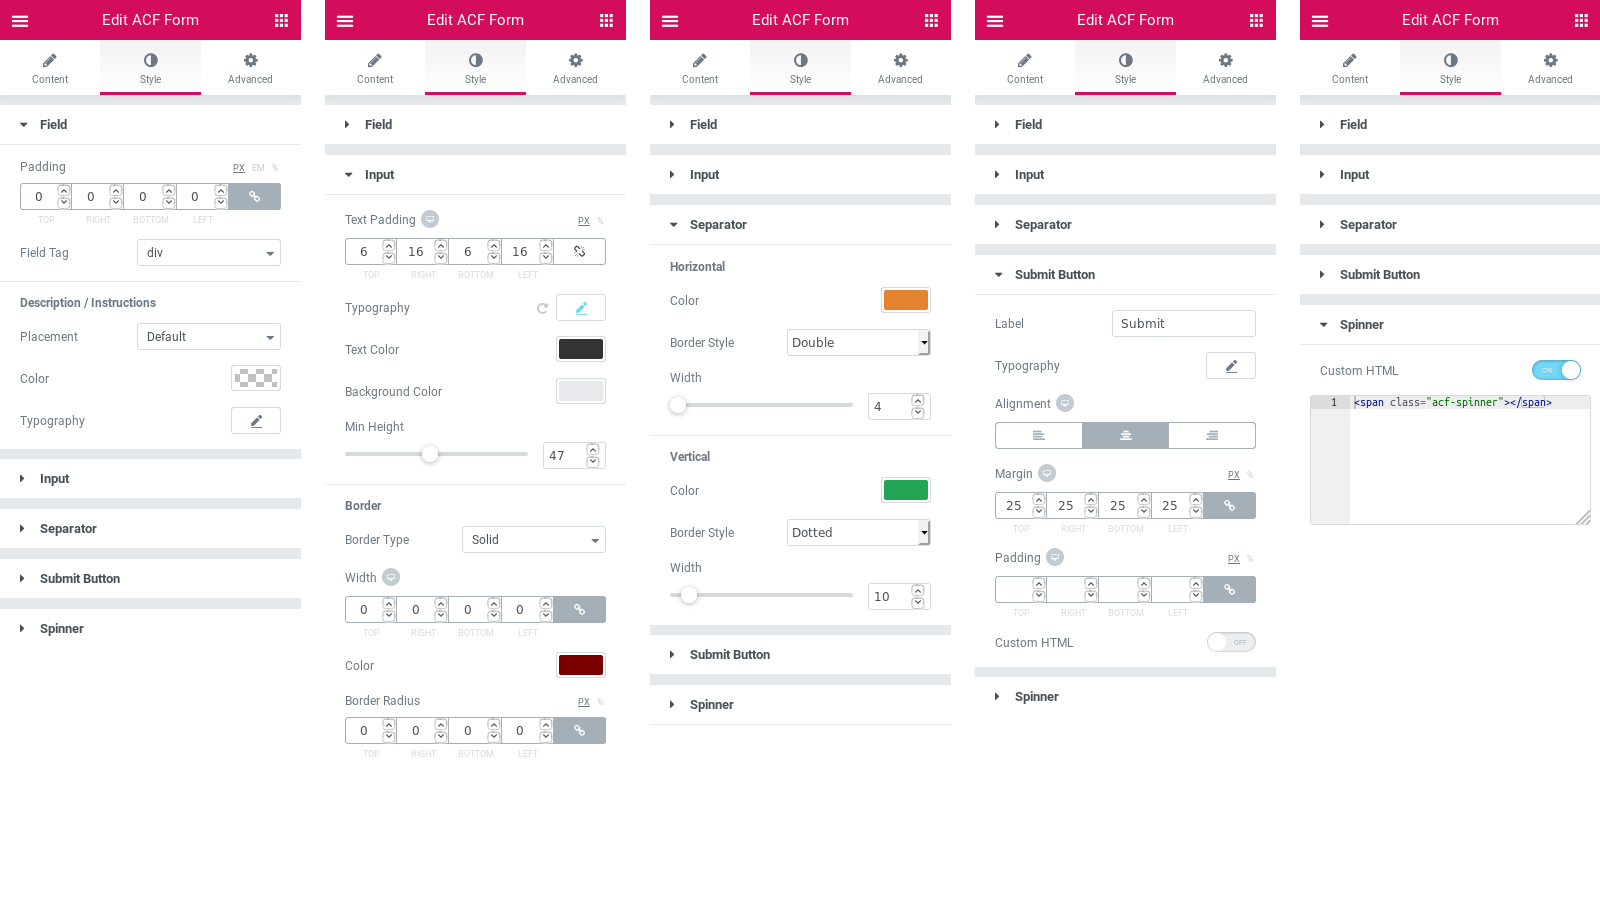 Edit ACF Form
Content Style Advanced
Field
Padding PX EM %
0 0 0 0
TOP RIGHT BOTTOM LEFT
Field Tag div
Description / Instructions
Placement Default
Color
Typography
Input
Separator
Submit Button
Spinner
Edit ACF Form
Content Style Advanced
Field
Input
Text Padding PX %
6 16 6 16
TOP RIGHT BOTTOM LEFT
Typography
Text Color
Background Color
Min Height
47
Border
Border Type Solid
Width
0 0 0 0
TOP RIGHT BOTTOM LEFT
Color
Border Radius PX %
0 0 0 0
TOP RIGHT BOTTOM LEFT
Edit ACF Form
Content Style Advanced
Field
Input
Separator
Horizontal
Color
Border Style Double
Width
4
Vertical
Color
Border Style Dotted
Width
10
Submit Button
Spinner
Edit ACF Form
Content Style Advanced
Field
Input
Separator
Submit Button
Label Submit
Typography
Alignment
Margin PX %
25 25 25 25
TOP RIGHT BOTTOM LEFT
Padding PX %
TOP RIGHT BOTTOM LEFT
Custom HTML OFF
Spinner
Edit ACF Form
Content Style Advanced
Field
Input
Separator
Submit Button
Spinner
Custom HTML ON
1 <span class="acf-spinner"></span>